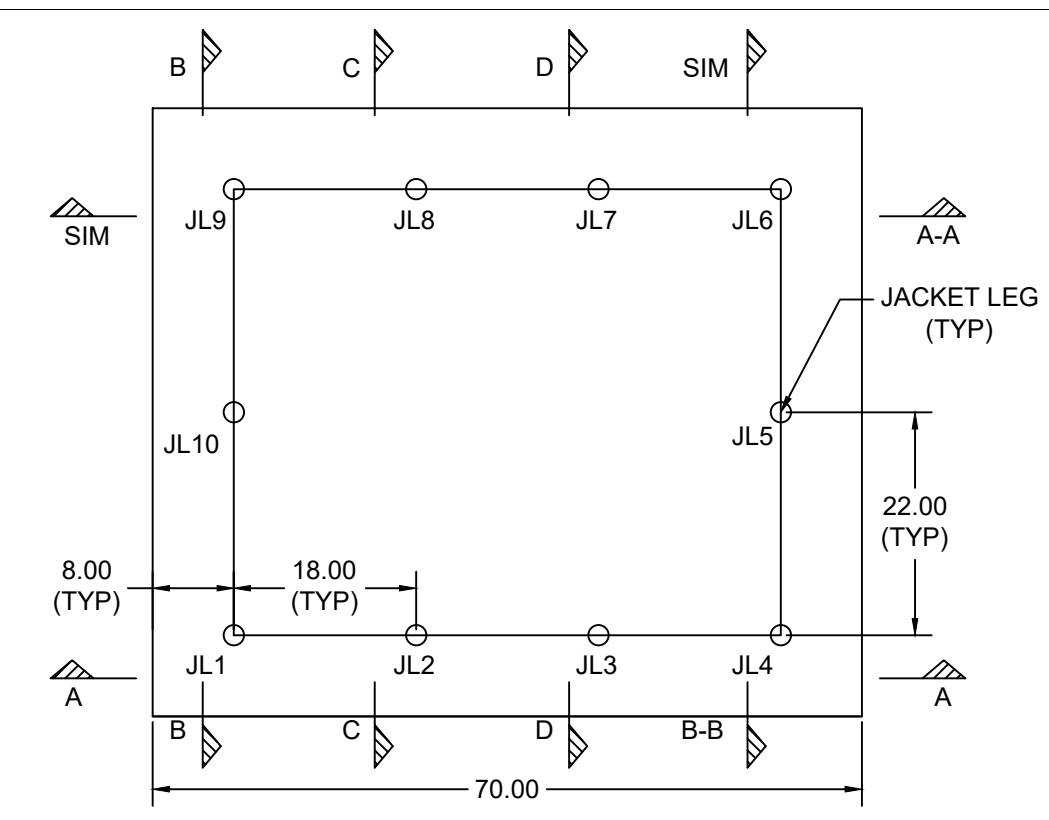 B
C
D
SIM
JL9
JL8
JL7
JL6
SIM
A-A
JACKET LEG
(TYP)
JL10
JL5
22.00
(TYP)
8.00
(TYP)
18.00
(TYP)
JL1
JL2
JL3
JL4
A
A
B
C
D
B-B
70.00